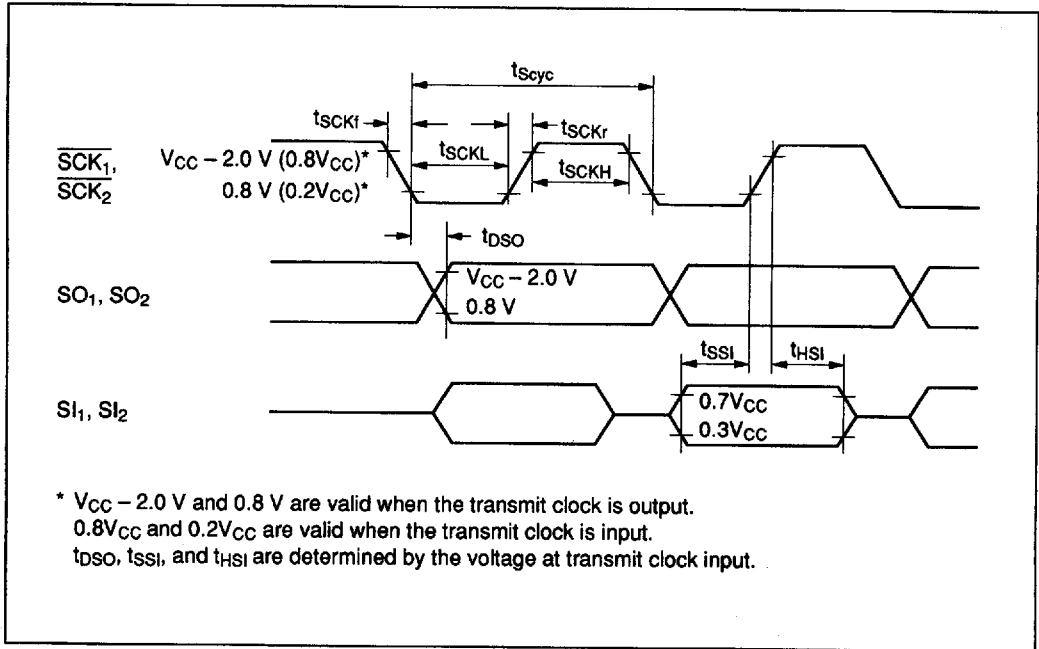 tScyc
tSCKf
tSCKr
SCK1,
VCC – 2.0 V (0.8VCC)*
tSCKL
SCK2
0.8 V (0.2VCC)*
tSCKH
tDSO
VCC – 2.0 V
SO1, SO2
0.8 V
tSSI
tHSI
SI1, SI2
0.7VCC
0.3VCC
* VCC – 2.0 V and 0.8 V are valid when the transmit clock is output.
0.8VCC and 0.2VCC are valid when the transmit clock is input.
tDSO, tSSI, and tHSI are determined by the voltage at transmit clock input.